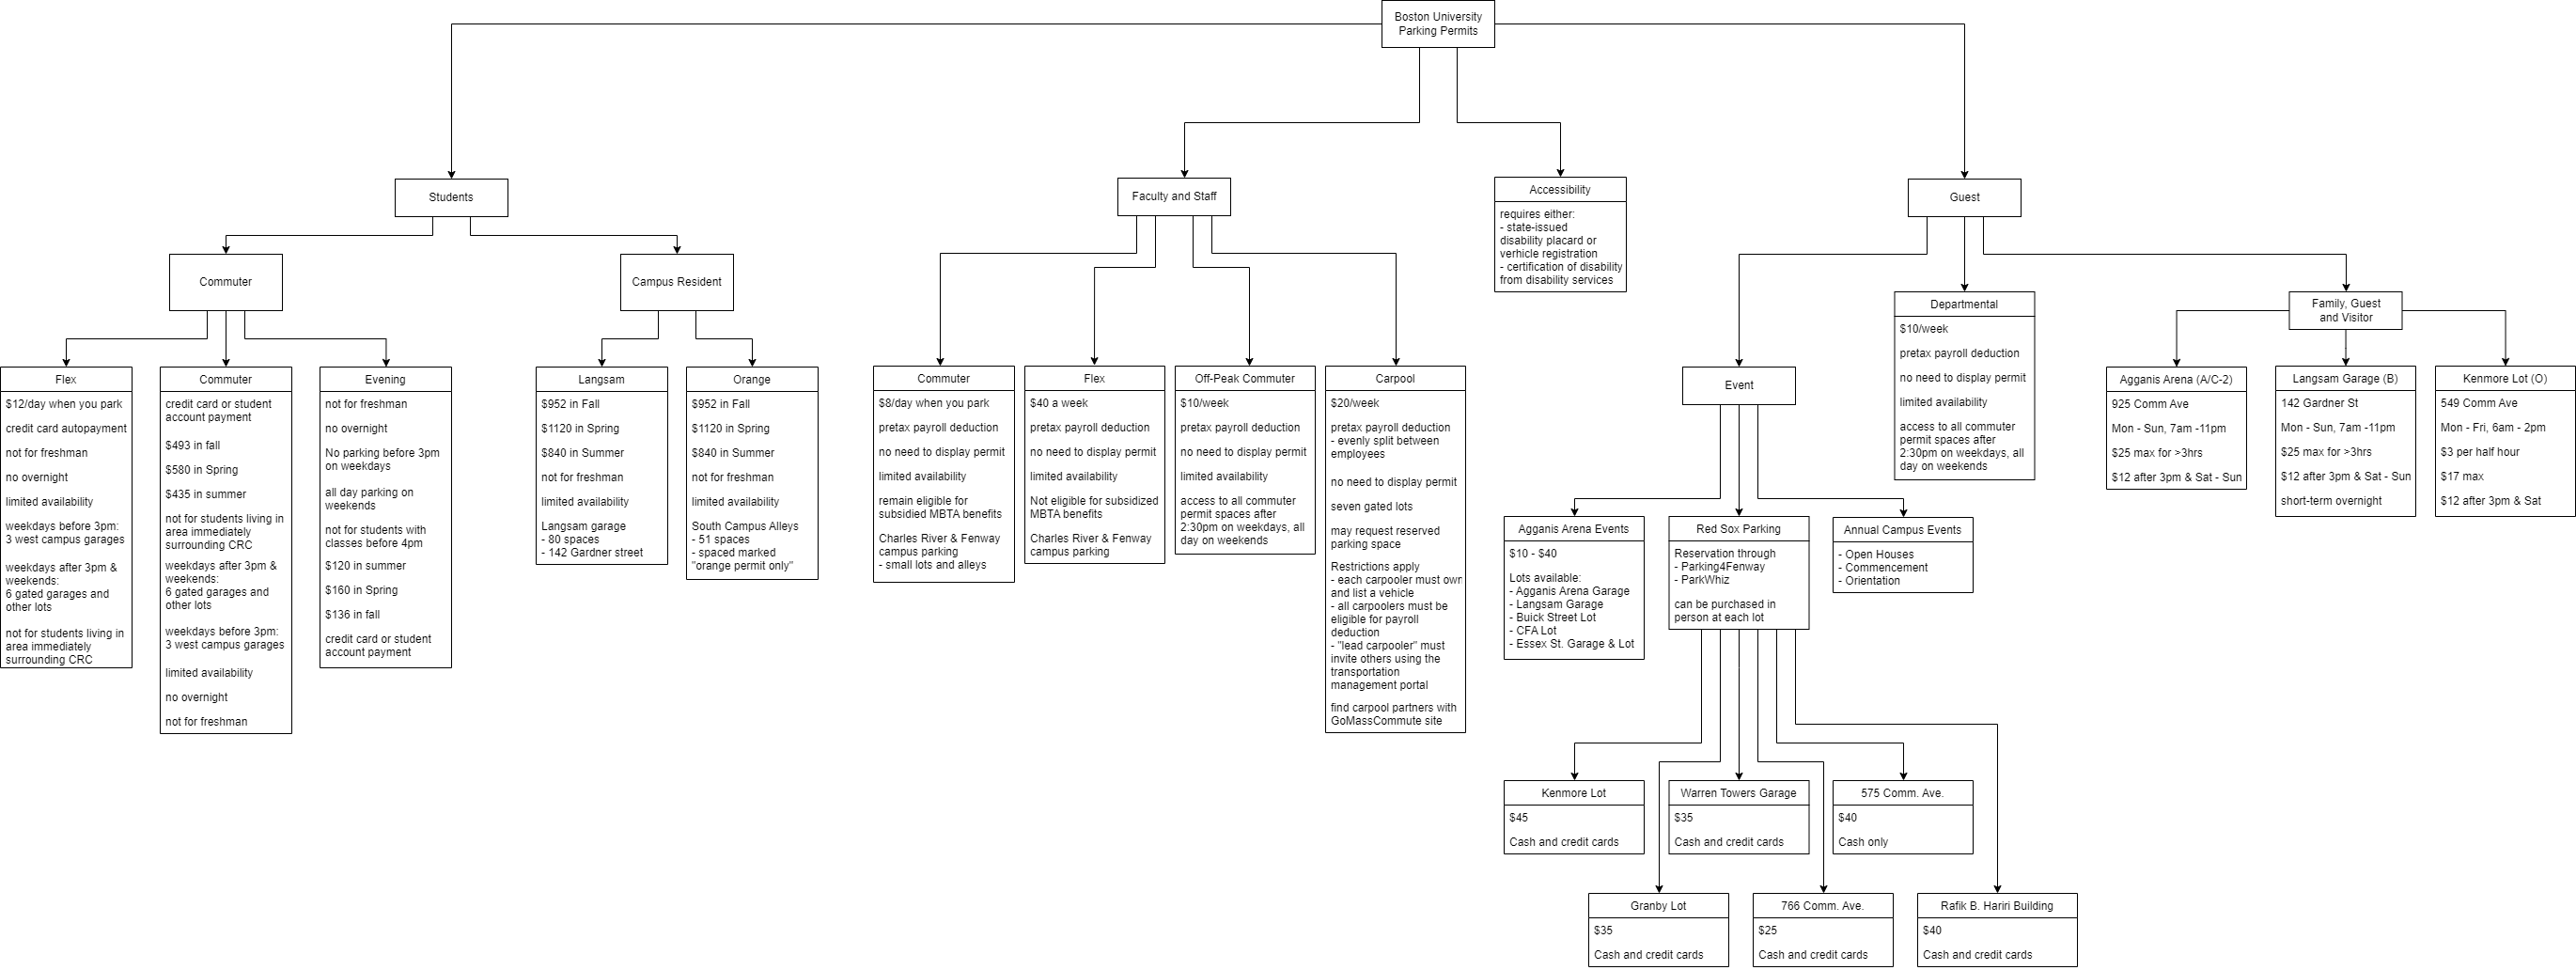 Boston University
Parking Permits
Students
Faculty and Staff
Accessibility
requires either:
- state-issued
disability placard or
verhicle registration
- certification of disability
from disability services
Guest
Commuter
Campus Resident
Flex
$12/day when you park
credit card autopayment
not for freshman
no overnight
limited availability
weekdays before 3pm:
3 west campus garages
weekdays after 3pm &
weekends:
6 gated garages and
other lots
not for students living in
area immediately
surrounding CRC
Commuter
credit card or student
account payment
$493 in fall
$580 in Spring
$435 in summer
not for students living in
area immediately
surrounding CRC
weekdays after 3pm &
weekends:
6 gated garages and
other lots
weekdays before 3pm:
3 west campus garages
limited availability
no overnight
not for freshman
Evening
not for freshman
no overnight
No parking before 3pm
on weekdays
all day parking on
weekends
not for students with
classes before 4pm
$120 in summer
$160 in Spring
$136 in fall
credit card or student
account payment
Langsam
$952 in Fall
$1120 in Spring
$840 in Summer
not for freshman
limited availability
Langsam garage
- 80 spaces
- 142 Gardner street
Orange
$952 in Fall
$1120 in Spring
$840 in Summer
not for freshman
limited availability
South Campus Alleys
- 51 spaces
- spaced marked
"orange permit only"
Commuter
$8/day when you park
pretax payroll deduction
no need to display permit
limited availability
remain eligible for
subsidied MBTA benefits
Charles River & Fenway
campus parking
- small lots and alleys
Flex
$40 a week
pretax payroll deduction
no need to display permit
limited availability
Not eligible for subsidized
MBTA benefits
Charles River & Fenway
campus parking
Off-Peak Commuter
$10/week
pretax payroll deduction
no need to display permit
limited availability
access to all commuter
permit spaces after
2:30pm on weekdays, all
day on weekends
Carpool
$20/week
pretax payroll deduction
- evenly split between
employees
no need to display permit
seven gated lots
may request reserved
parking space
Restrictions apply
- each carpooler must own
and list a vehicle
- all carpoolers must be
eligible for payroll
deduction
- "lead carpooler" must
invite others using the
transportation
management portal
find carpool partners with
GoMassCommute site
Event
Departmental
$10/week
pretax payroll deduction
no need to display permit
limited availability
access to all commuter
permit spaces after
2:30pm on weekdays, all
day on weekends
Family, Guest
and Visitor
Agganis Arena (A/C-2)
925 Comm Ave
Mon - Sun, 7am -11pm
$25 max for >3hrs
$12 after 3pm & Sat - Sun
Langsam Garage (B)
142 Gardner St
Mon - Sun, 7am -11pm
$25 max for >3hrs
$12 after 3pm & Sat - Sun
short-term overnight
Kenmore Lot (O)
549 Comm Ave
Mon - Fri, 6am - 2pm
$3 per half hour
$17 max
$12 after 3pm & Sat
Agganis Arena Events
$10 - $40
Lots available:
- Agganis Arena Garage
- Langsam Garage
- Buick Street Lot
- CFA Lot
- Essex St. Garage & Lot
Red Sox Parking
Reservation through
- Parking4Fenway
- ParkWhiz
can be purchased in
person at each lot
Annual Campus Events
- Open Houses
- Commencement
- Orientation
Kenmore Lot
$45
Cash and credit cards
Warren Towers Garage
$35
Cash and credit cards
575 Comm. Ave.
$40
Cash only
Granby Lot
$35
Cash and credit cards
766 Comm. Ave.
$25
Cash and credit cards
Rafik B. Hariri Building
$40
Cash and credit cards